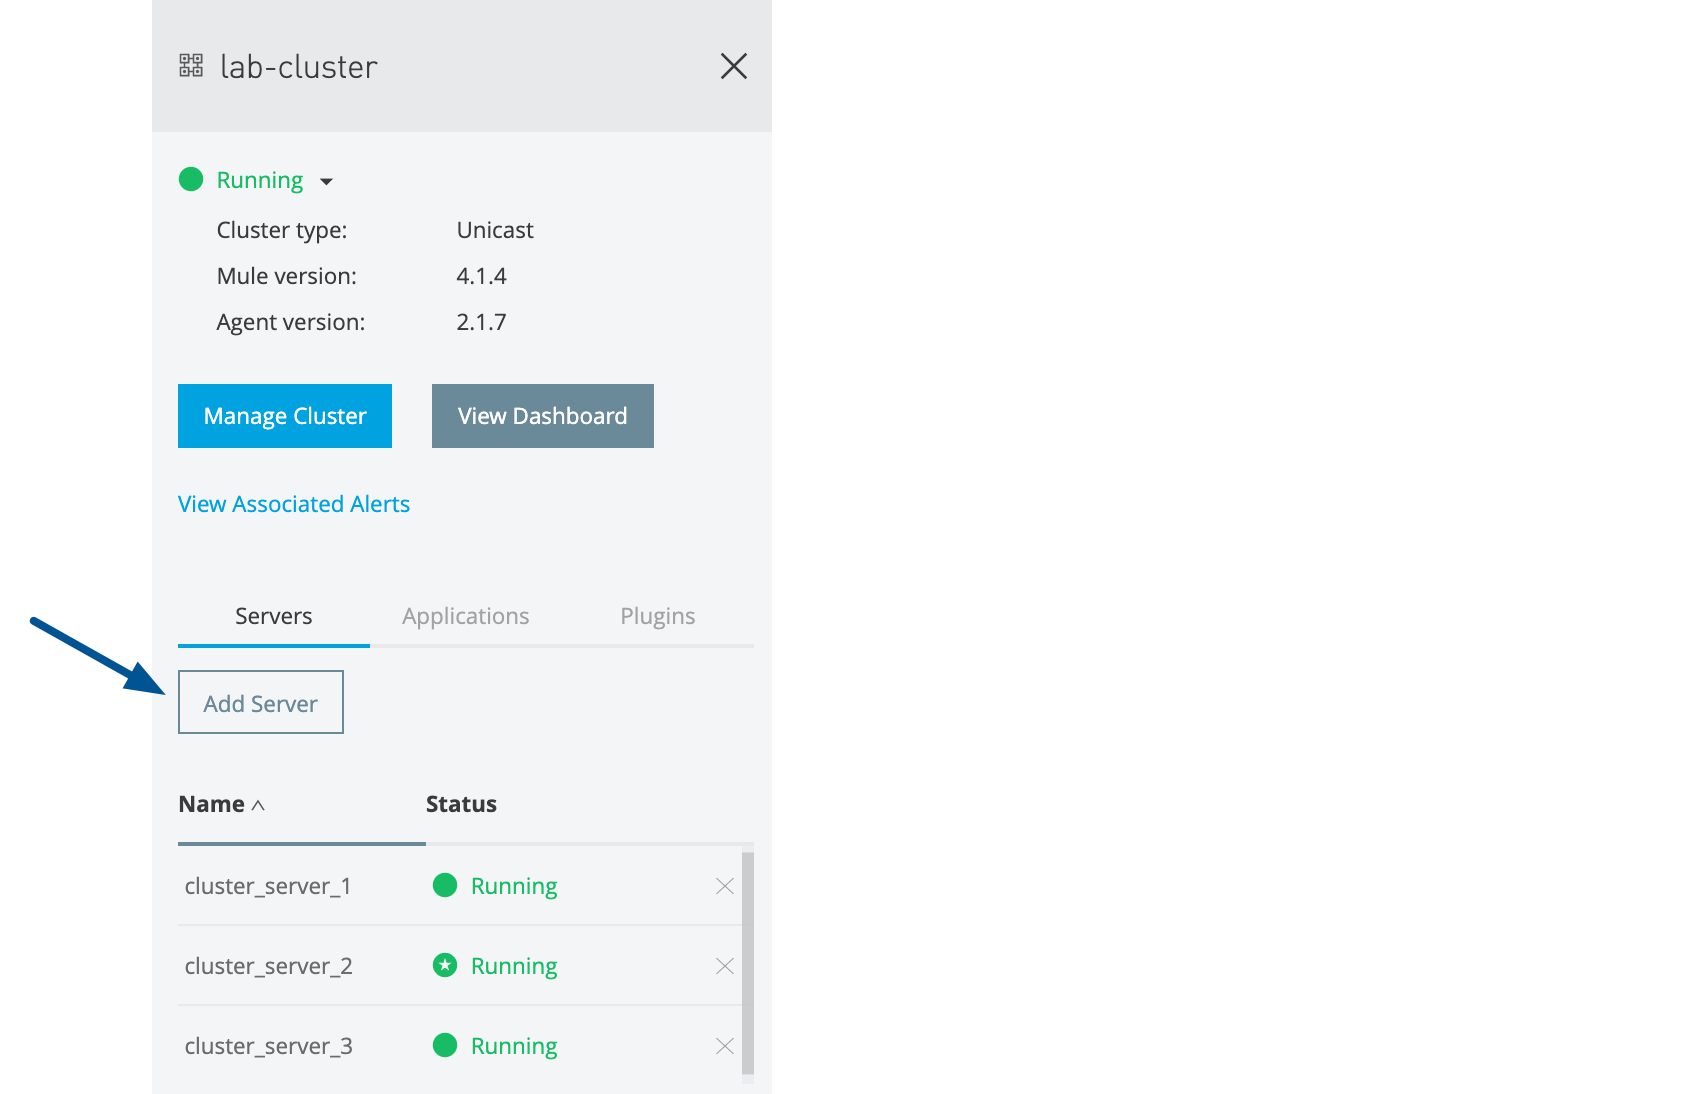 lab-cluster
Running
Cluster type: Unicast
Mule version: 4.1.4
Agent version: 2.1.7
Manage Cluster View Dashboard
View Associated Alerts
Servers Applications Plugins
Add Server
Name Status
cluster_server_1 Running
cluster_server_2 Running
cluster_server_3 Running